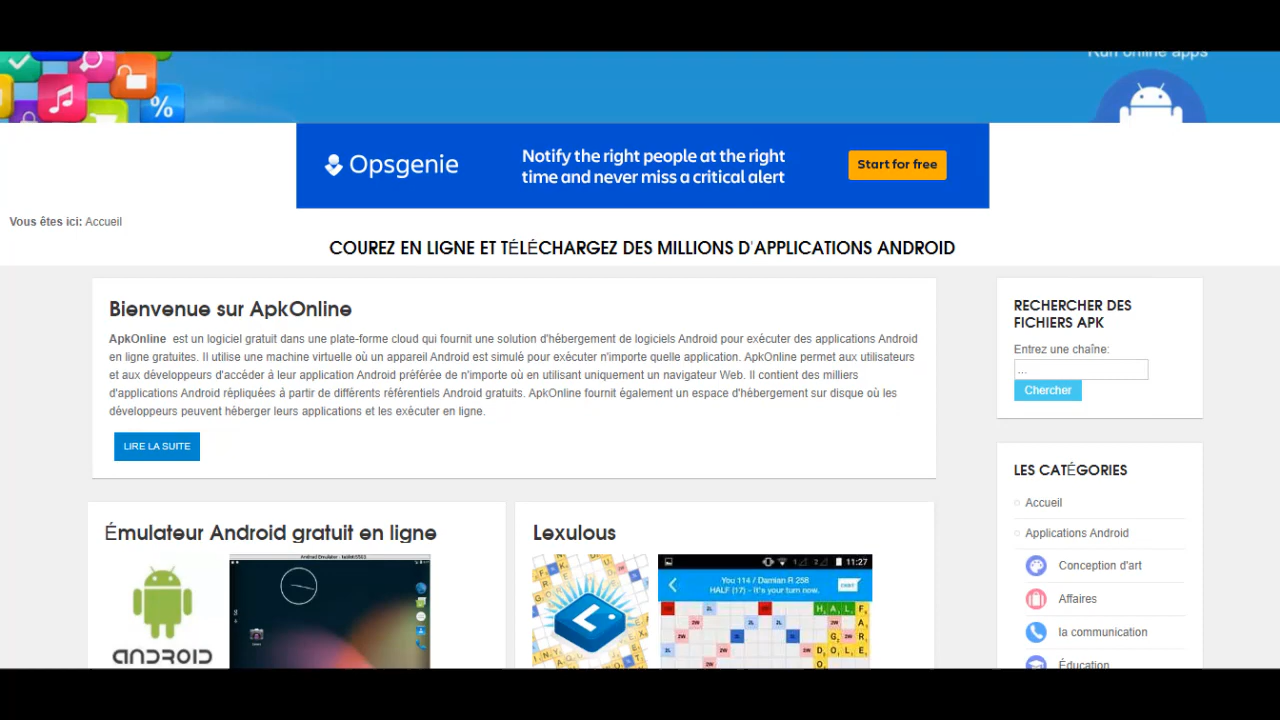 Run online apps
Opsgenie
Notify the right people at the right
time and never miss a critical alert
Start for free
Vous êtes ici: Accueil
COUREZ EN LIGNE ET TÉLÉCHARGEZ DES MILLIONS D'APPLICATIONS ANDROID
Bienvenue sur ApkOnline
ApkOnline est un logiciel gratuit dans une plate-forme cloud qui fournit une solution d'hébergement de logiciels Android pour exécuter des applications Android
en ligne gratuites. Il utilise une machine virtuelle où un appareil Android est simulé pour exécuter n'importe quelle application. ApkOnline permet aux utilisateurs
et aux développeurs d'accéder à leur application Android préférée de n'importe où en utilisant uniquement un navigateur Web. Il contient des milliers
d'applications Android répliquées à partir de différents référentiels Android gratuits. ApkOnline fournit également un espace d'hébergement sur disque où les
développeurs peuvent héberger leurs applications et les exécuter en ligne.
LIRE LA SUITE
RECHERCHER DES
FICHIERS APK
Entrez une chaîne:
...
Chercher
LES CATÉGORIES
Accueil
Applications Android
Conception d'art
Affaires
la communication
Éducation
Émulateur Android gratuit en ligne
ANDROID
Lexulous
11:27
You 114 / Damian R 258
HALF (17) - It's your turn now.